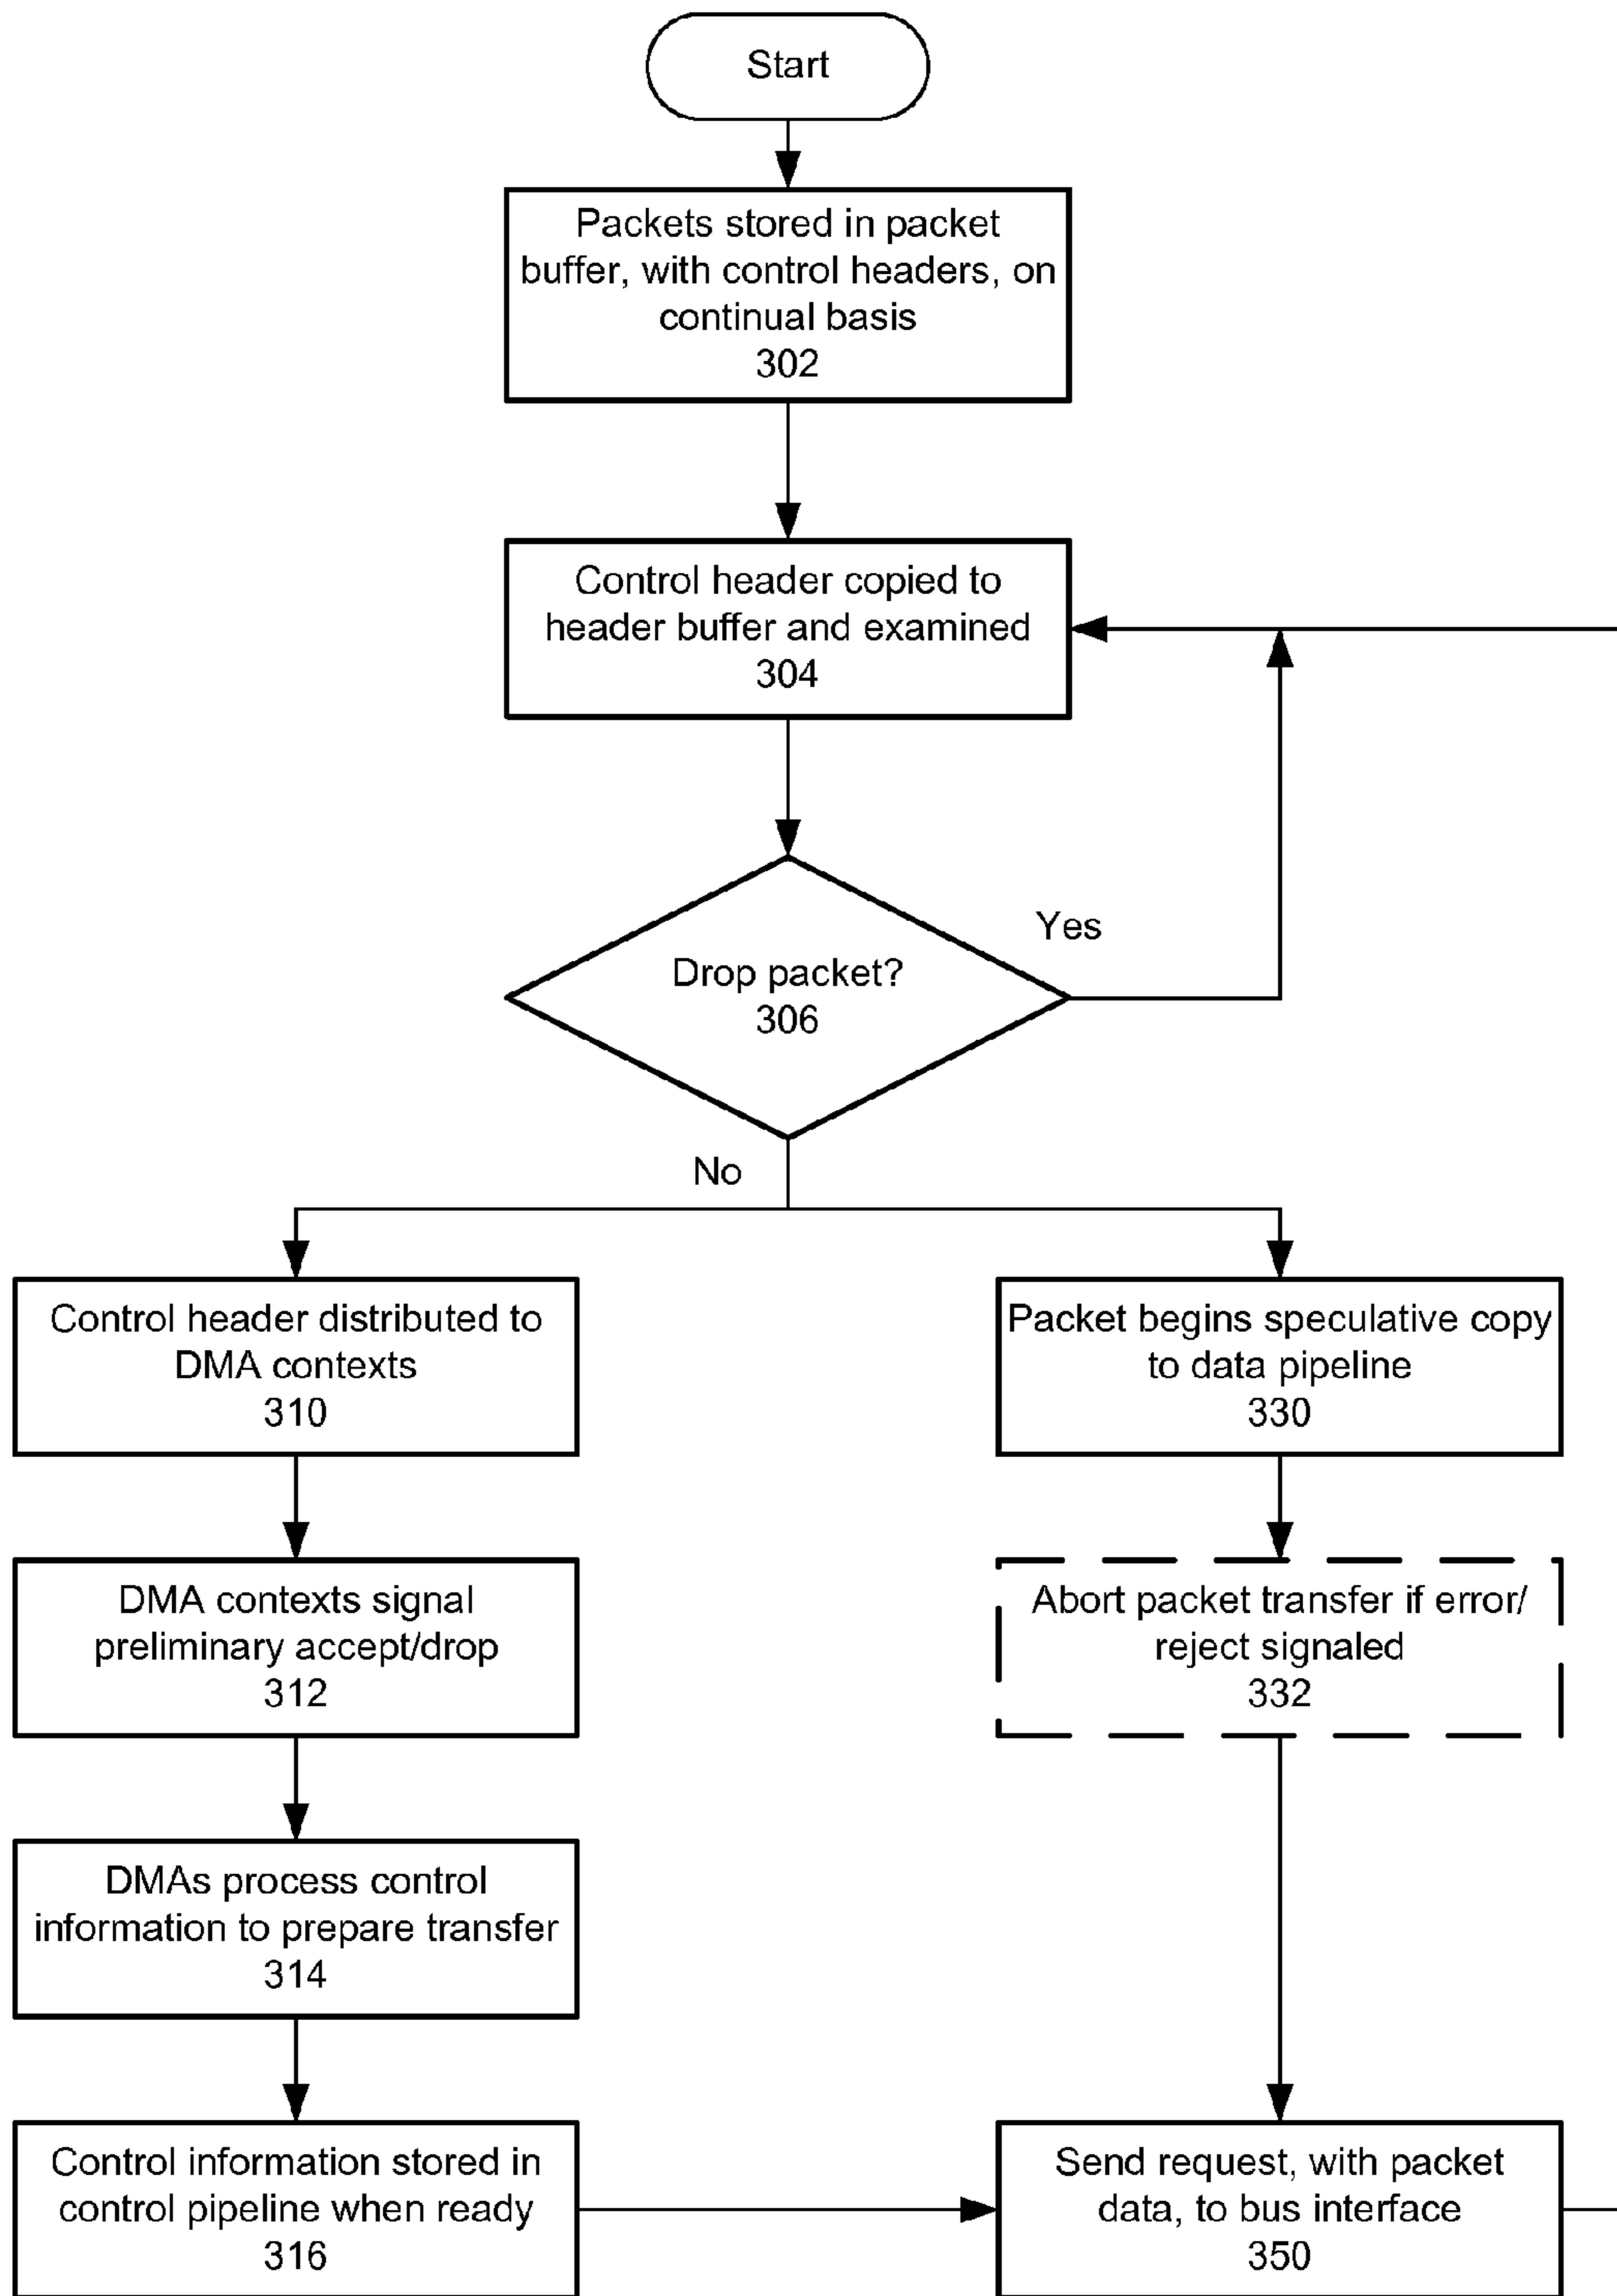 Start
Packets stored in packet
buffer, with control headers, on
continual basis
302
Control header copied to
header buffer and examined
304
Yes
Drop packet?
306
No
Control header distributed to
DMA contexts
310
Packet begins speculative copy
to data pipeline
330
DMA contexts signal
preliminary accept/drop
312
Abort packet transfer if error/
reject signaled
332
DMAs process control
information to prepare transfer
314
Control information stored in
control pipeline when ready
316
Send request, with packet
data, to bus interface
350